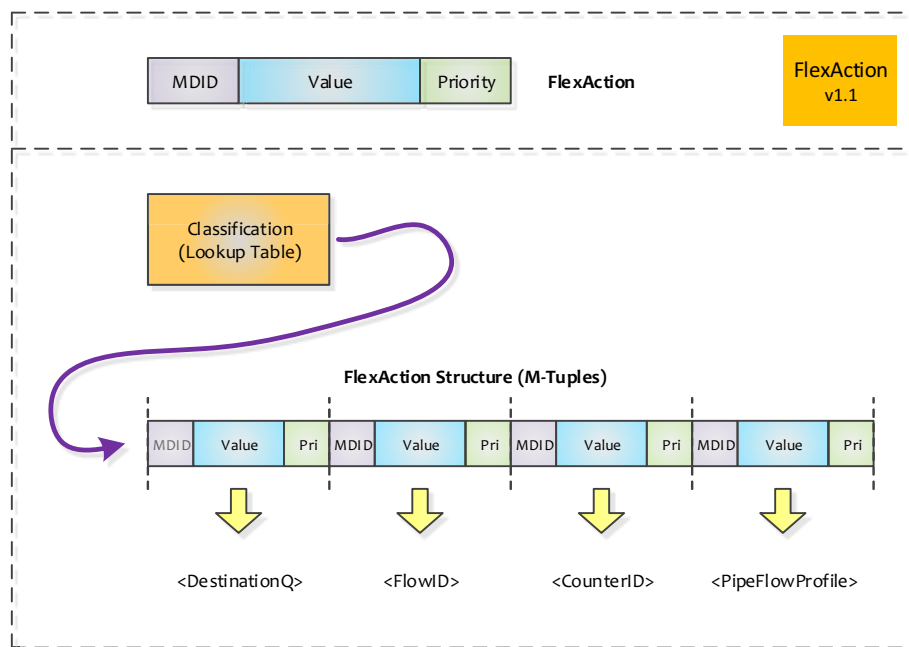 MDID Value Priority FlexAction
FlexAction
v1.1
Classification
(Lookup Table)
FlexAction Structure (M-Tuples)
MDID Value Pri MDID Value Pri MDID Value Pri MDID Value Pri
<DestinationQ> <FlowID> <CounterID> <PipeFlowProfile>